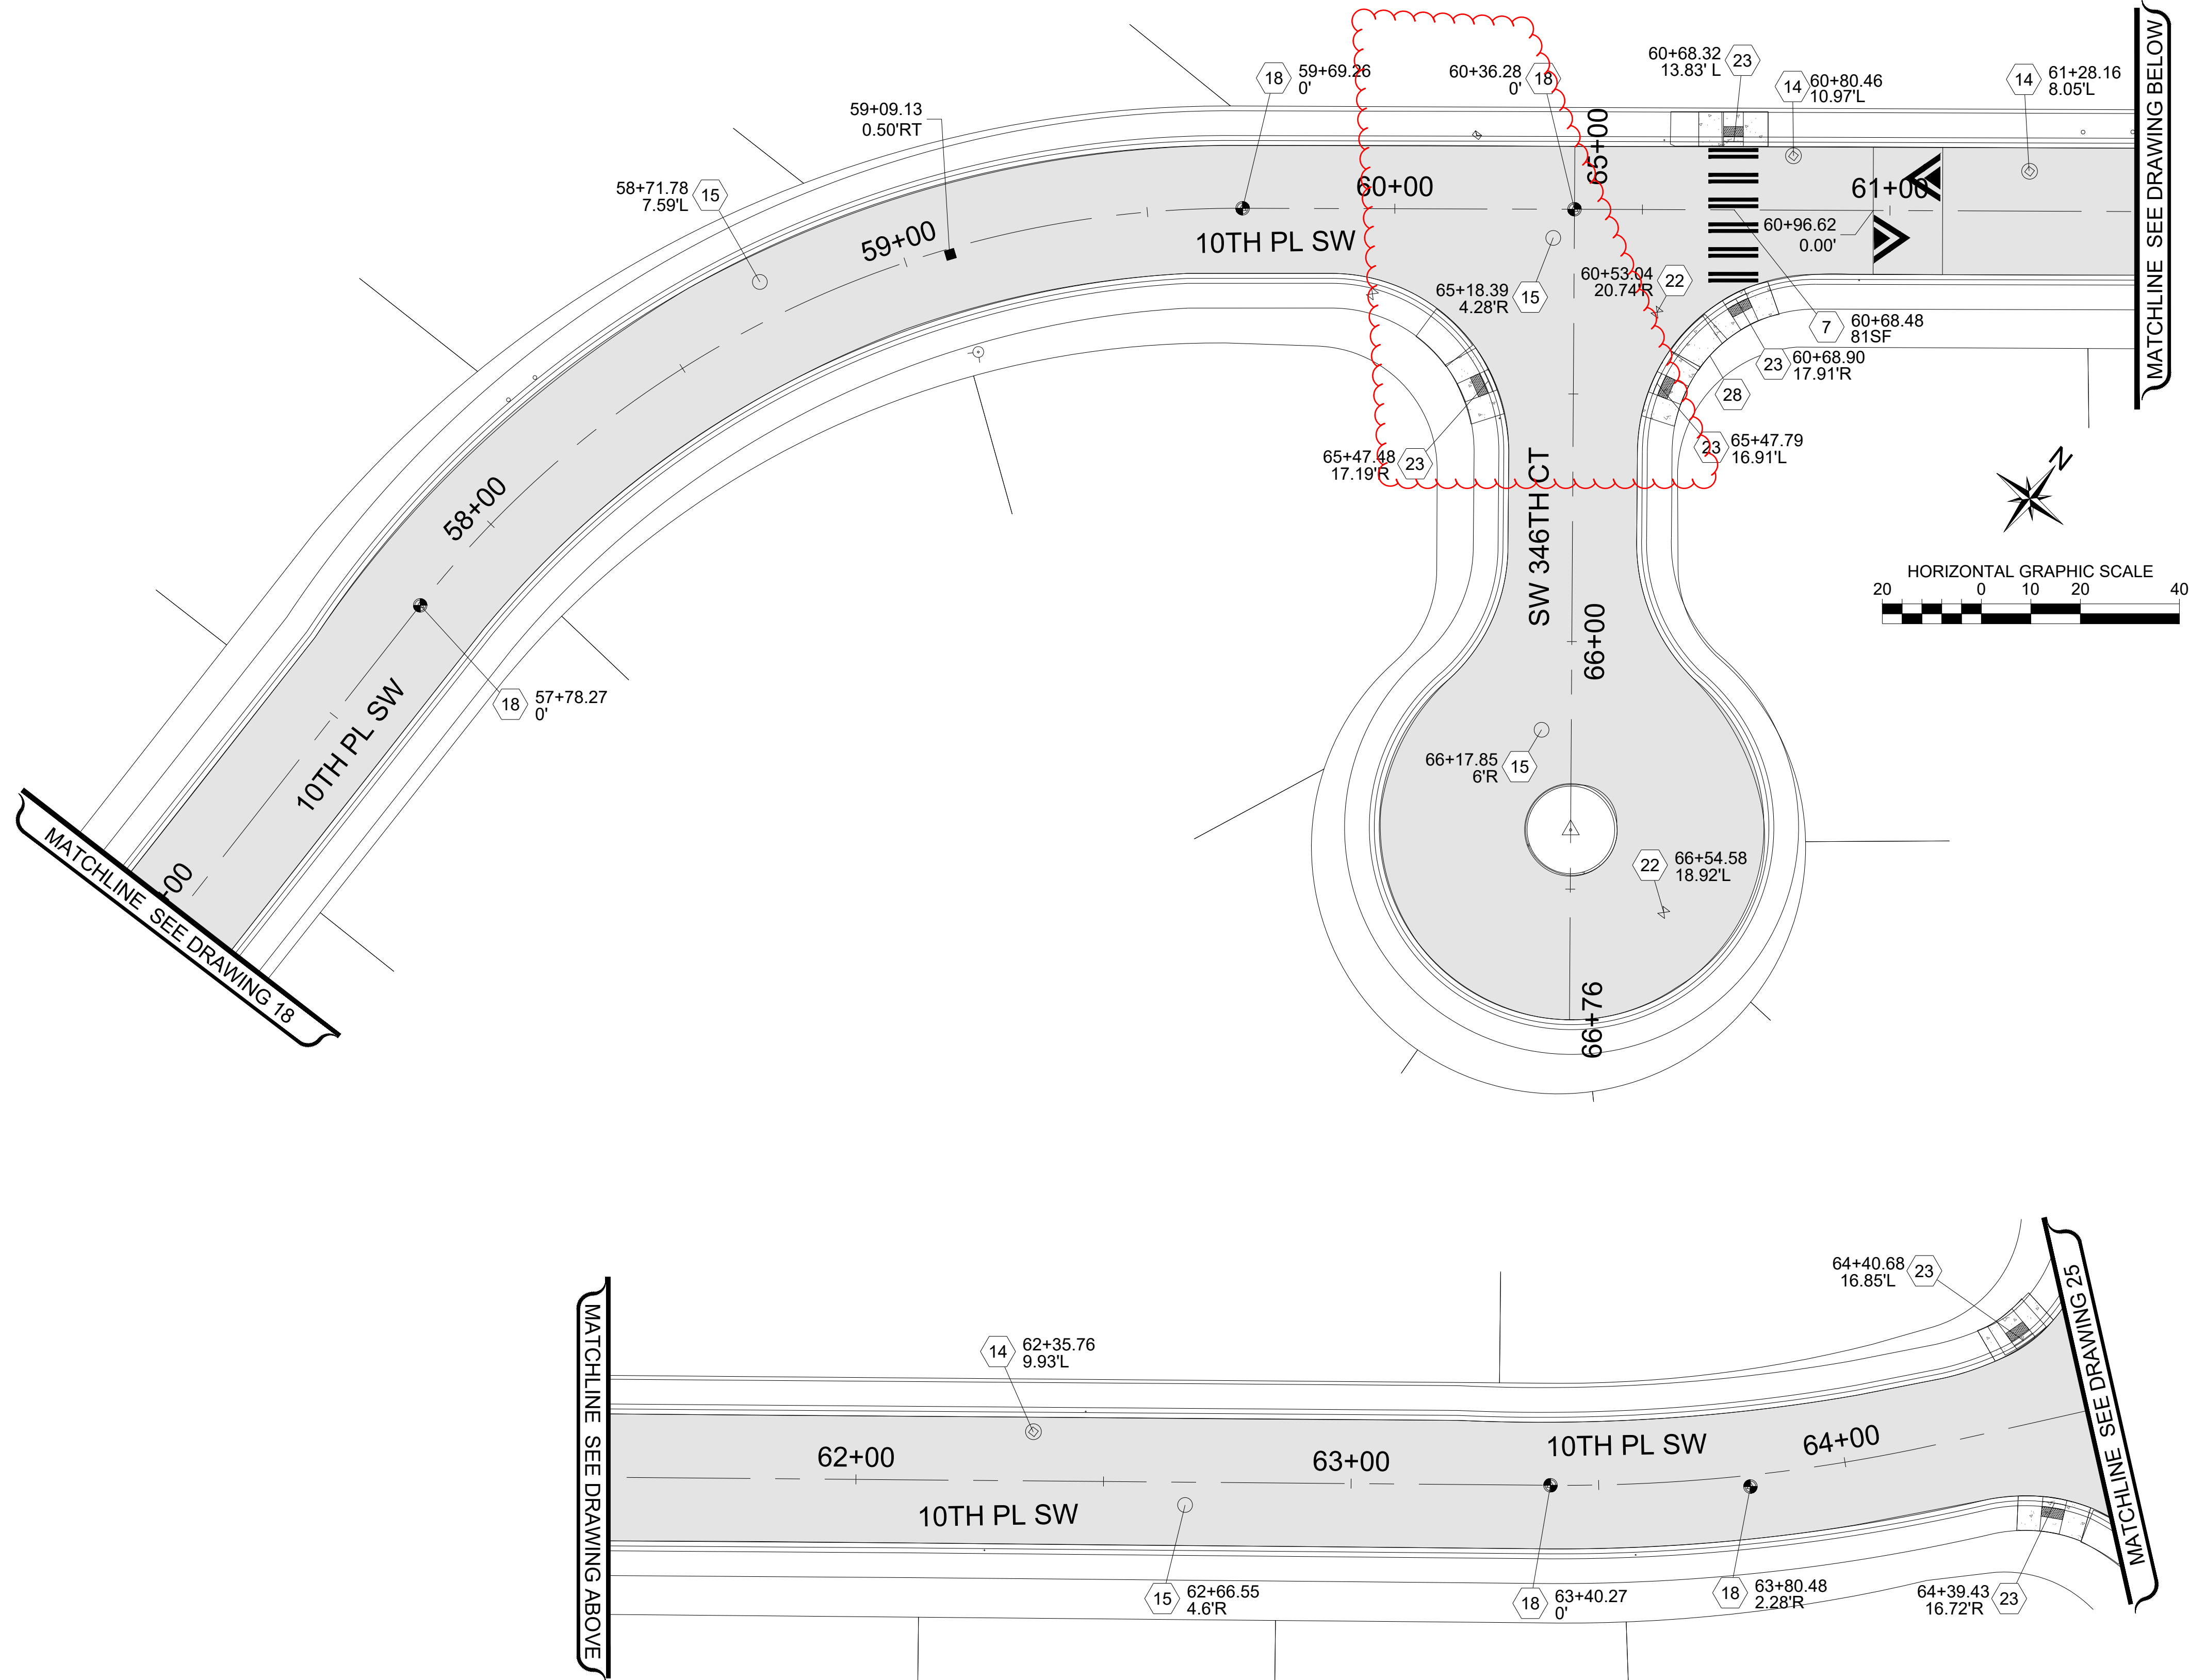 MATCHLINE SEE DRAWING BELOW
60+68.32
13.83' L
23
18
59+69.26
0'
60+36.28
0'
18
14
60+80.46
10.97'L
14
61+28.16
8.05'L
59+09.13
0.50'RT
65+00
58+71.78
7.59'L
15
60+00
61+00
59+00
10TH PL SW
60+96.62
0.00'
60+53.04
20.74'R
22
65+18.39
4.28'R
15
7
60+68.48
81SF
23
60+68.90
17.91'R
28
65+47.48
17.19'R
23
23
65+47.79
16.91'L
N
58+00
SW 346TH CT
HORIZONTAL GRAPHIC SCALE
20 0 10 20 40
66+00
18
57+78.27
0'
10TH PL SW
66+17.85
6'R
15
22
66+54.58
18.92'L
+00
MATCHLINE SEE DRAWING 18
66+76
64+40.68
16.85'L
23
MATCHLINE SEE DRAWING 25
MATCHLINE SEE DRAWING ABOVE
14
62+35.76
9.93'L
62+00
63+00
10TH PL SW
64+00
10TH PL SW
15
62+66.55
4.6'R
18
63+40.27
0'
18
63+80.48
2.28'R
64+39.43
16.72'R
23